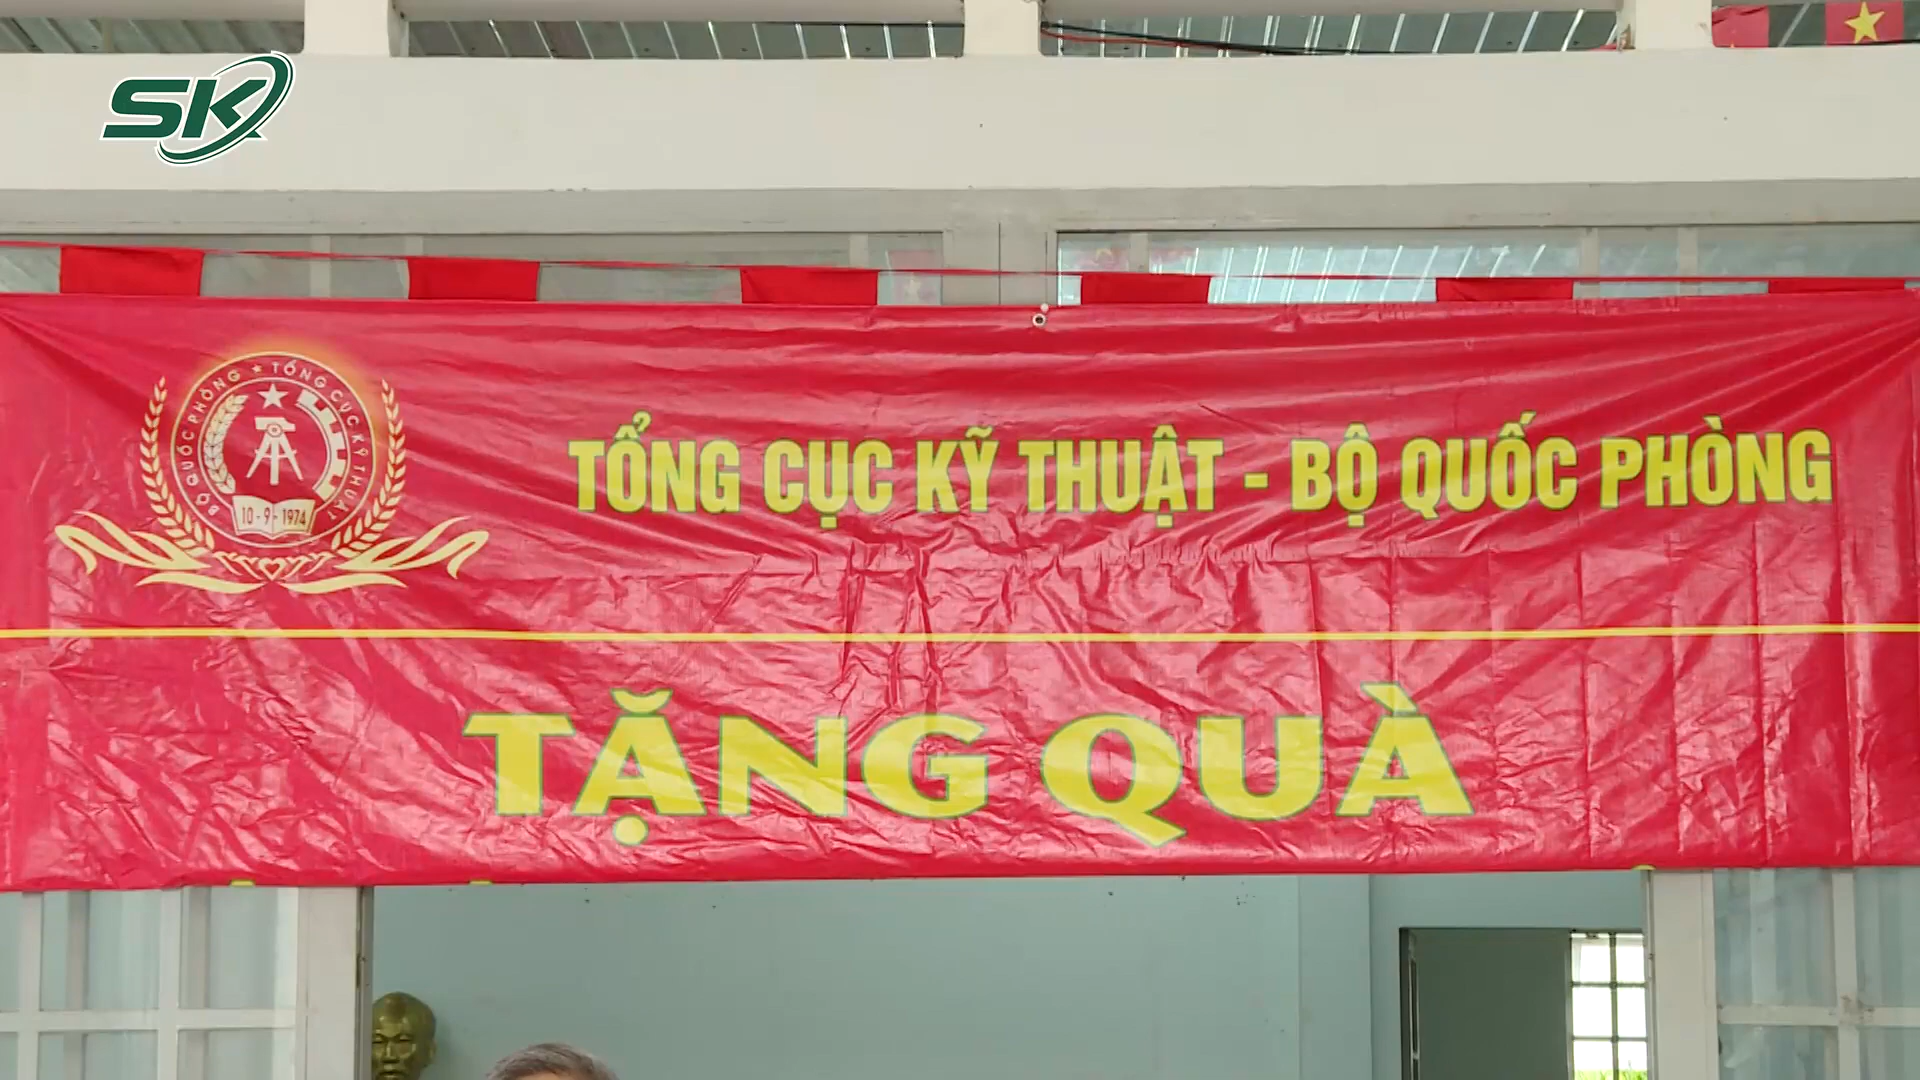 SK
BỘ QUỐC PHÒNG ★ TỔNG CỤC KỸ THUẬT
10-9-1974
TỔNG CỤC KỸ THUẬT - BỘ QUỐC PHÒNG
TẶNG QUÀ